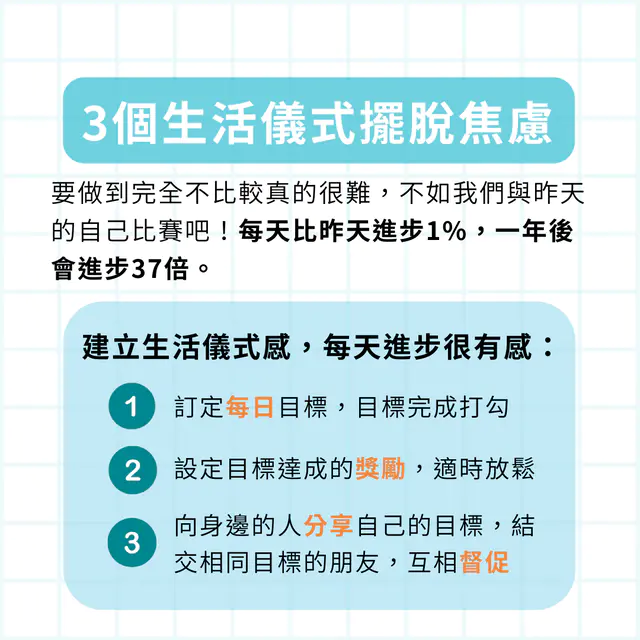 3個生活儀式擺脫焦慮
要做到完全不比較真的很難，不如我們與昨天
的自己比賽吧！每天比昨天進步1%，一年後
會進步37倍。
建立生活儀式感，每天進步很有感：
1 訂定每日目標，目標完成打勾
2 設定目標達成的獎勵，適時放鬆
3 向身邊的人分享自己的目標，結
交相同目標的朋友，互相督促